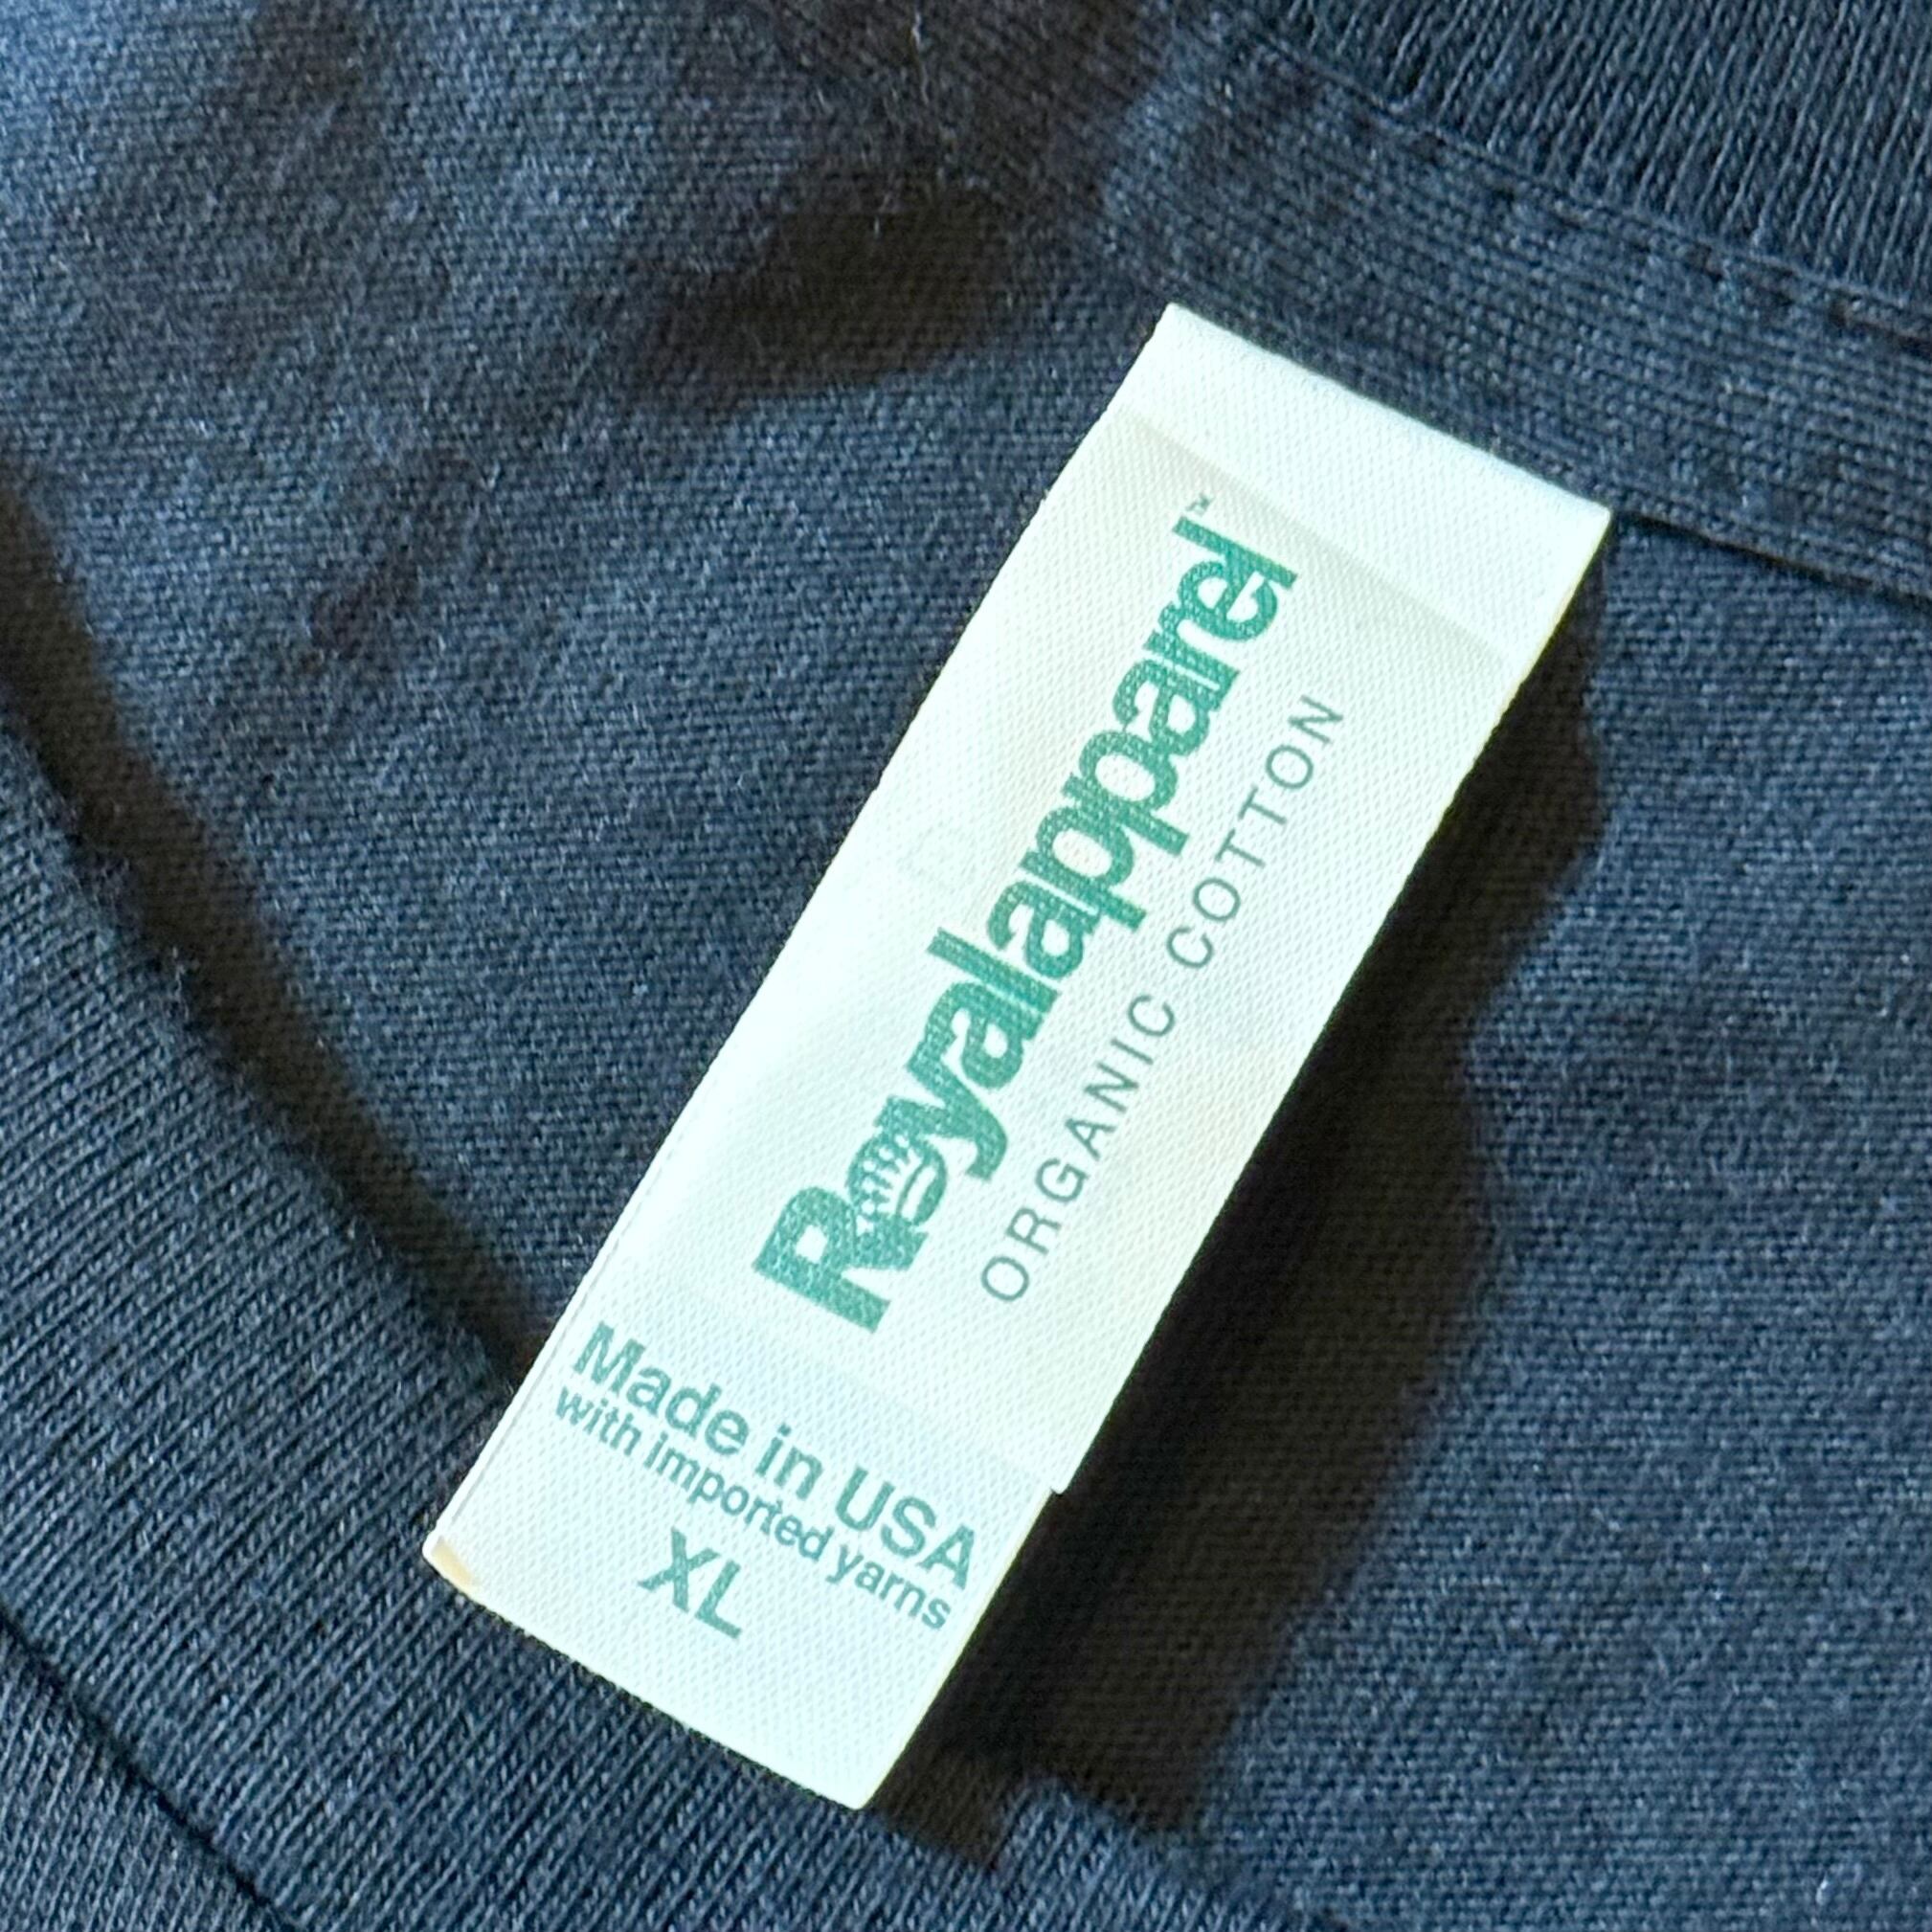 Royalapparel™
ORGANIC COTTON
Made in USA
with imported yarns
XL